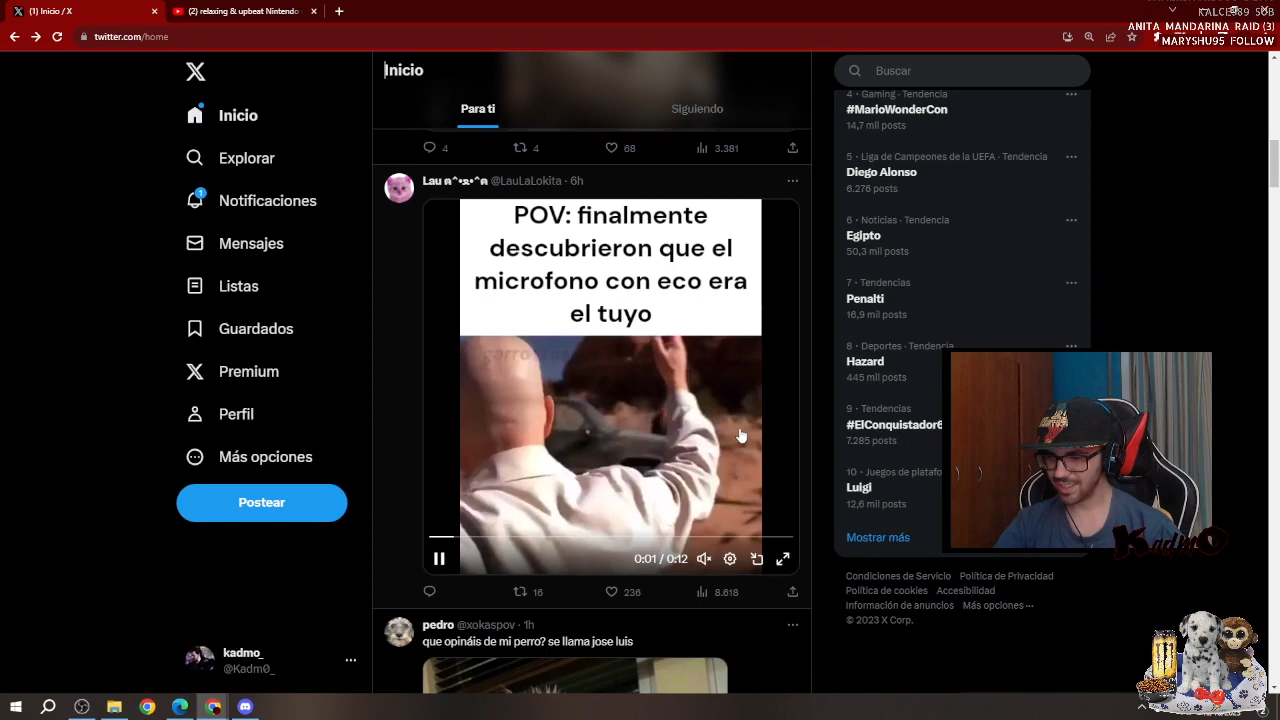 (1) Inicio / X
(2) relaxing & upbeat Nintendo
KALCEB89 SUB
ANITA MANDARINA RAID (3)
MARYSHU95 FOLLOW
twitter.com/home
Inicio
Para ti
Siguiendo
Inicio
Explorar
1
Notificaciones
Mensajes
Listas
Guardados
Premium
Perfil
Más opciones
Postear
kadmo_
@Kadm0_
4
4
68
3.381
@LauLaLokita · 6h
POV: finalmente
descubrieron que el
microfono con eco era
el tuyo
0:01 / 0:12
16
236
8.618
pedro @xokaspov · 1h
que opináis de mi perro? se llama jose luis
Buscar
4 · Gaming · Tendencia
#MarioWonderCon
14,7 mil posts
5 · Liga de Campeones de la UEFA · Tendencia
Diego Alonso
6.276 posts
6 · Noticias · Tendencia
Egipto
50,3 mil posts
7 · Tendencias
Penalti
16,9 mil posts
8 · Deportes · Tendencia
Hazard
445 mil posts
9 · Tendencias
#ElConquistador6
7.285 posts
10 · Juegos de platafo
Luigi
12,6 mil posts
Mostrar más
Condiciones de Servicio Política de Privacidad
Política de cookies Accesibilidad
Información de anuncios Más opciones ···
© 2023 X Corp.
Kadm0